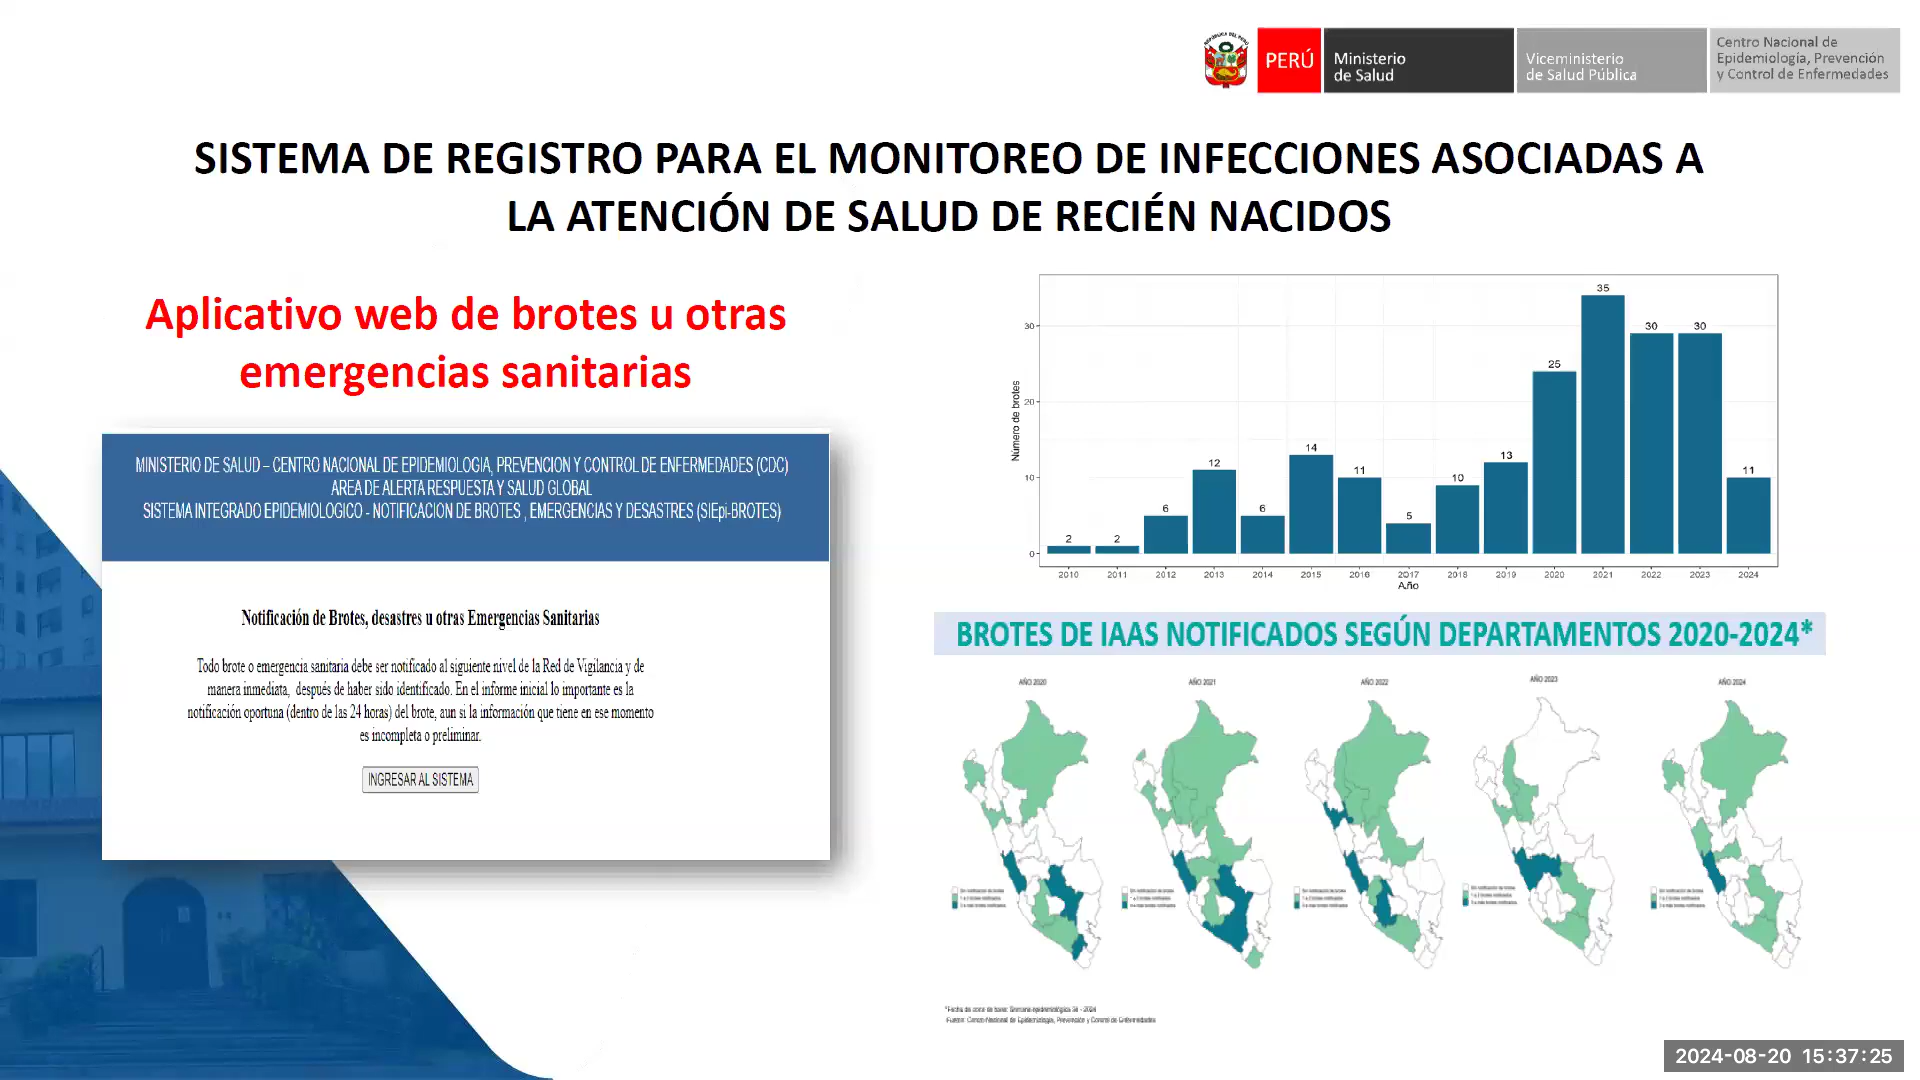 PERÚ
Ministerio
de Salud
Viceministerio
de Salud Pública
Centro Nacional de
Epidemiología, Prevención
y Control de Enfermedades
SISTEMA DE REGISTRO PARA EL MONITOREO DE INFECCIONES ASOCIADAS A
LA ATENCIÓN DE SALUD DE RECIÉN NACIDOS
Aplicativo web de brotes u otras
emergencias sanitarias
MINISTERIO DE SALUD – CENTRO NACIONAL DE EPIDEMIOLOGIA, PREVENCION Y CONTROL DE ENFERMEDADES (CDC)
AREA DE ALERTA RESPUESTA Y SALUD GLOBAL
SISTEMA INTEGRADO EPIDEMIOLOGICO - NOTIFICACION DE BROTES , EMERGENCIAS Y DESASTRES (SIEpi-BROTES)
Notificación de Brotes, desastres u otras Emergencias Sanitarias
Todo brote o emergencia sanitaria debe ser notificado al siguiente nivel de la Red de Vigilancia y de
manera inmediata, después de haber sido identificado. En el informe inicial lo importante es la
notificación oportuna (dentro de las 24 horas) del brote, aun si la información que tiene en ese momento
es incompleta o preliminar.
INGRESAR AL SISTEMA
Número de brotes
30
20
10
0
2 2 6 12 6 14 11 5 10 13 25 35 30 30 11
2010 2011 2012 2013 2014 2015 2016 2017 2018 2019 2020 2021 2022 2023 2024
Año
BROTES DE IAAS NOTIFICADOS SEGÚN DEPARTAMENTOS 2020-2024*
AÑO 2020 AÑO 2021 AÑO 2022 AÑO 2023 AÑO 2024
Fuente: Centro Nacional de Epidemiología, Prevención y Control de Enfermedades
2024-08-20 15:37:25